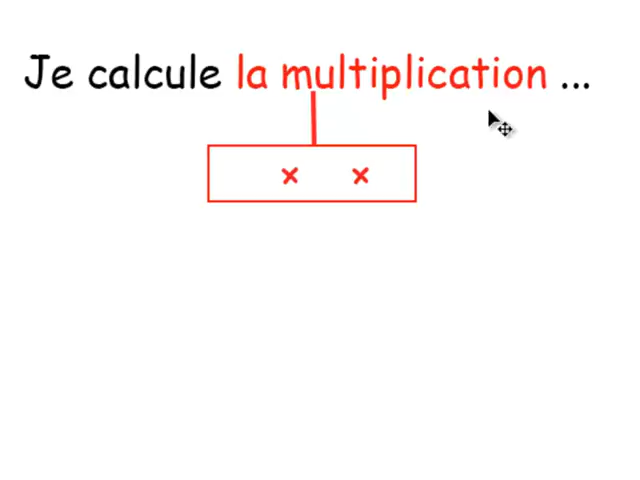 Je calcule la multiplication ...
× ×